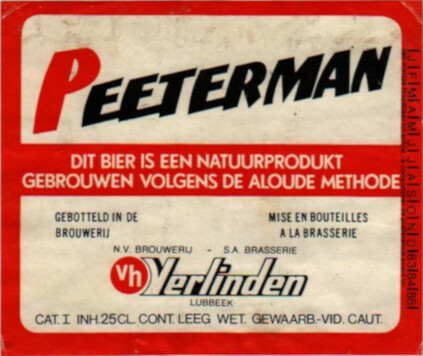 PEETERMAN
DIT BIER IS EEN NATUURPRODUKT
GEBROUWEN VOLGENS DE ALOUDE METHODE
GEBOTTELD IN DE
BROUWERIJ
MISE EN BOUTEILLES
A LA BRASSERIE
N.V. BROUWERIJ - S.A. BRASSERIE
vh Verlinden
LUBBEEK
CAT. I INH. 25CL. CONT. LEEG WET. GEWAARB.-VID. CAUT.
J|F|M|A|M|J|J|A|S|O|N|D|83|84|85|